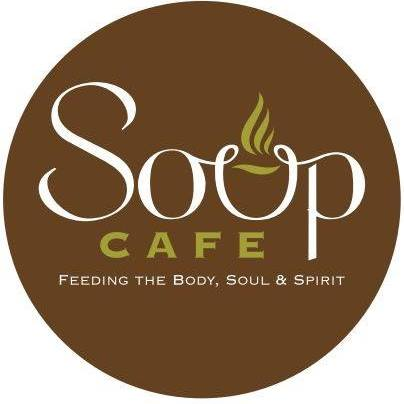 Soup
CAFE
FEEDING THE BODY, SOUL & SPIRIT